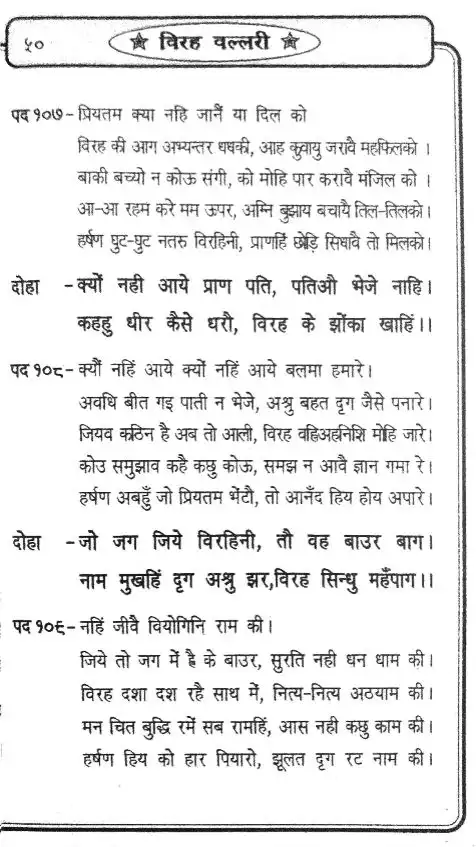 ५० ★ विरह वल्लरी ★
पद १०७- प्रियतम क्या नहि जानैं या दिल को
विरह की आग अभ्यन्तर धधकी, आह कुवायु जरावै महफिलको ।
बाकी बच्यो न कोऊ संगी, को मोहि पार करावै मंजिल को ।
आ-आ रहम करे मम ऊपर, अग्नि बुझाय बचायै तिल-तिलको।
हर्षण घुट-घुट नतरु विरहिनी, प्राणहिं छोड़ि सिधावै तो मिलको।
दोहा -क्यों नही आये प्राण पति, पतिऔ भेजे नाहि।
कहहु धीर कैसे धरौ, विरह के झोंका खाहिं।।
पद १०८- क्यौं नहिं आये क्यों नहिं आये बलमा हमारे।
अवधि बीत गइ पाती न भेजे, अश्रु बहत दृग जैसे पनारे।
जियव कठिन है अब तो आली, विरह वह्निअहनिशि मोहि जारे।
कोउ समुझाव कहै कछु कोऊ, समझ न आवै ज्ञान गमा रे।
हर्षण अबहुँ जो प्रियतम भेंटौ, तो आनँद हिय होय अपारे।
दोहा -जो जग जिये विरहिनी, तौ वह बाउर बाग।
नाम मुखहिं दृग अश्रु झर,विरह सिन्धु महँपाग।।
पद १०९- नहिं जीवै वियोगिनि राम की।
जिये तो जग में ह्वै के बाउर, सुरति नही धन धाम की।
विरह दशा दश रहै साथ में, नित्य-नित्य अठयाम की।
मन चित बुद्धि रमें सब रामहिं, आस नही कछु काम की।
हर्षण हिय को हार पियारो, झूलत दृग रट नाम की।